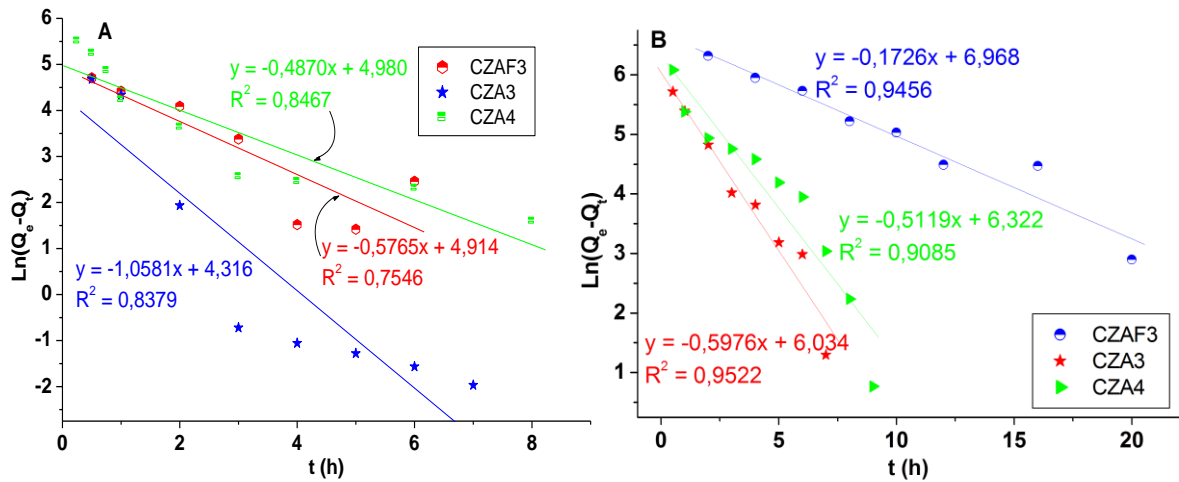 A
Ln(Qe-Qt)
6
5
4
3
2
1
0
-1
-2
0 2 4 6 8
t (h)
y = -0,4870x + 4,980
R² = 0,8467
CZAF3
CZA3
CZA4
y = -0,5765x + 4,914
R² = 0,7546
y = -1,0581x + 4,316
R² = 0,8379
B
Ln(Qe-Qt)
6
5
4
3
2
1
0 5 10 15 20
t (h)
y = -0,1726x + 6,968
R² = 0,9456
y = -0,5119x + 6,322
R² = 0,9085
y = -0,5976x + 6,034
R² = 0,9522
CZAF3
CZA3
CZA4